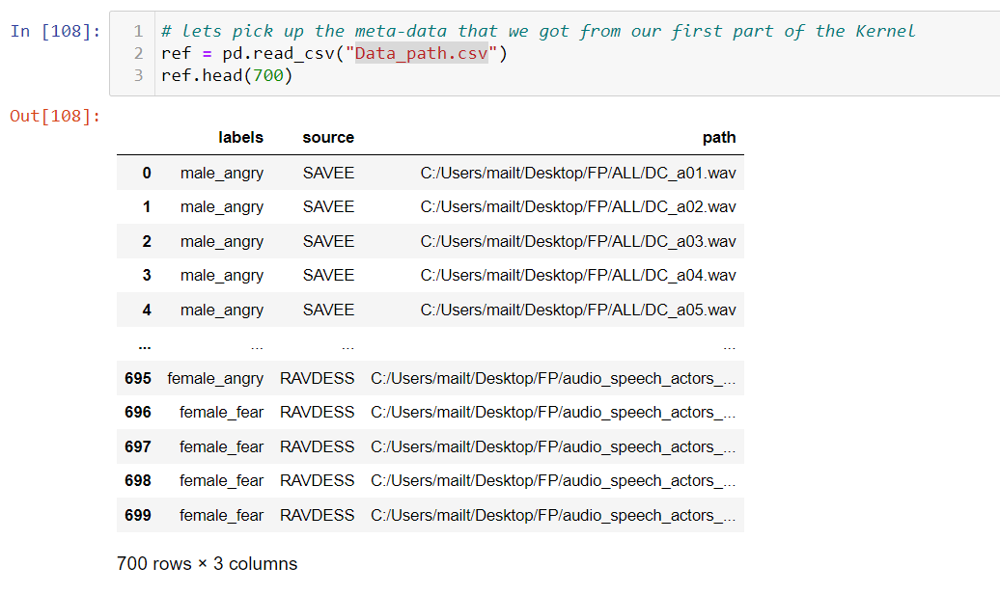 In [108]:
1 # lets pick up the meta-data that we got from our first part of the Kernel
2 ref = pd.read_csv("Data_path.csv")
3 ref.head(700)
Out[108]:
labels source path
0 male_angry SAVEE C:/Users/mailt/Desktop/FP/ALL/DC_a01.wav
1 male_angry SAVEE C:/Users/mailt/Desktop/FP/ALL/DC_a02.wav
2 male_angry SAVEE C:/Users/mailt/Desktop/FP/ALL/DC_a03.wav
3 male_angry SAVEE C:/Users/mailt/Desktop/FP/ALL/DC_a04.wav
4 male_angry SAVEE C:/Users/mailt/Desktop/FP/ALL/DC_a05.wav
... ... ... ...
695 female_angry RAVDESS C:/Users/mailt/Desktop/FP/audio_speech_actors_...
696 female_fear RAVDESS C:/Users/mailt/Desktop/FP/audio_speech_actors_...
697 female_fear RAVDESS C:/Users/mailt/Desktop/FP/audio_speech_actors_...
698 female_fear RAVDESS C:/Users/mailt/Desktop/FP/audio_speech_actors_...
699 female_fear RAVDESS C:/Users/mailt/Desktop/FP/audio_speech_actors_...
700 rows × 3 columns